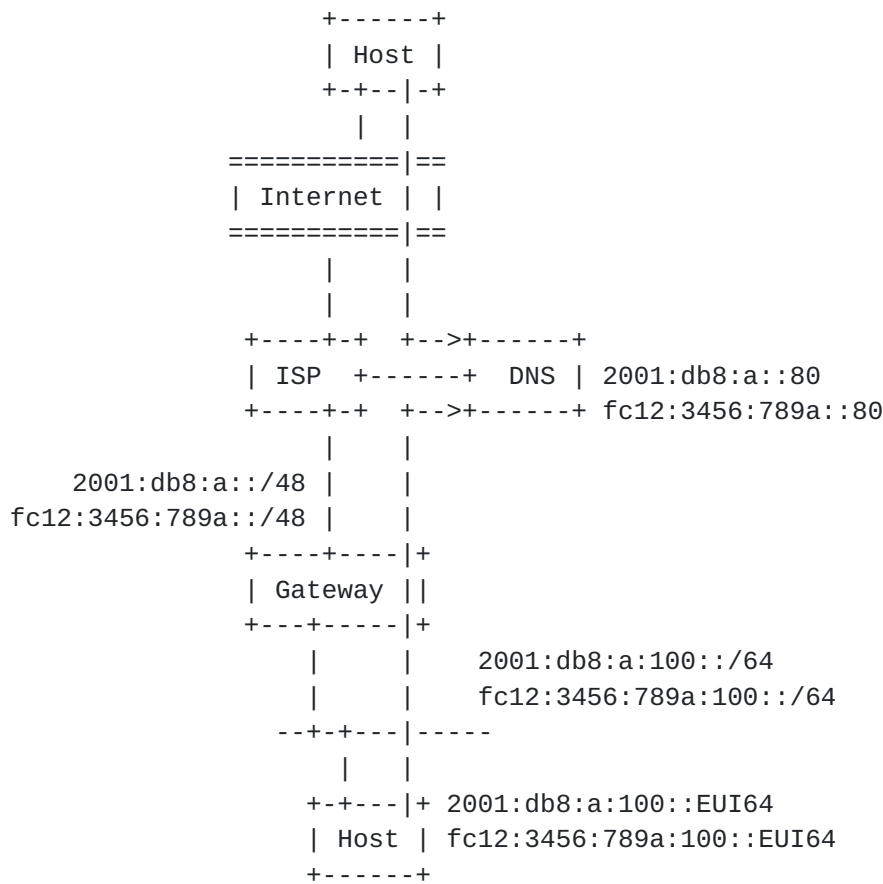 +------+
                    | Host |
                    +-+--|-+
                      |  |
              ===========|==
              | Internet | |
              ===========|==
                    |    |
                    |    |
               +----+-+  +-->+------+
               | ISP  +------+  DNS | 2001:db8:a::80
               +----+-+  +-->+------+ fc12:3456:789a::80
                    |    |
    2001:db8:a::/48 |    |
fc12:3456:789a::/48 |    |
               +----+----|+
               | Gateway ||
               +---+-----|+
                   |     |    2001:db8:a:100::/64
                   |     |    fc12:3456:789a:100::/64
                 --+-+---|-----
                     |   |
                   +-+---|+ 2001:db8:a:100::EUI64
                   | Host | fc12:3456:789a:100::EUI64
                   +------+